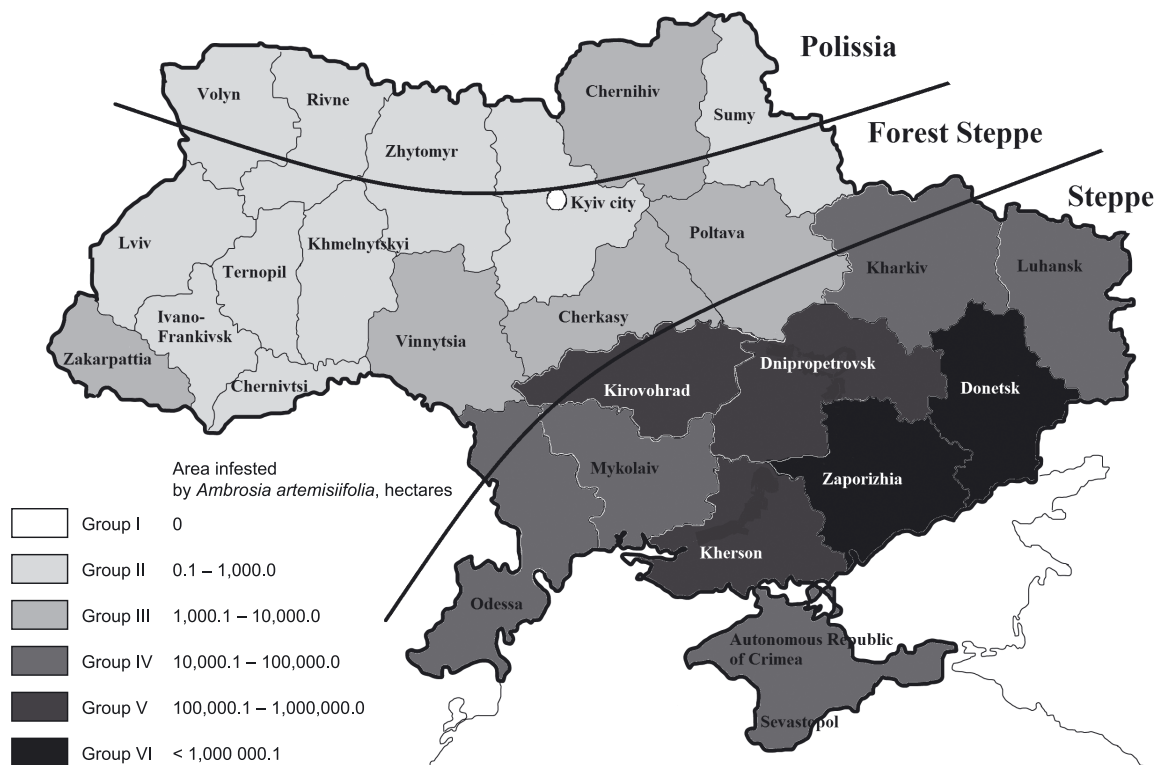 Polissia
Forest Steppe
Steppe
Volyn
Rivne
Zhytomyr
Chernihiv
Sumy
Kyiv city
Lviv
Ternopil
Khmelnytskyi
Poltava
Kharkiv
Luhansk
Ivano-
Frankivsk
Zakarpattia
Chernivtsi
Vinnytsia
Cherkasy
Kirovohrad
Dnipropetrovsk
Donetsk
Mykolaiv
Zaporizhia
Kherson
Odessa
Autonomous Republic
of Crimea
Sevastopol
Area infested
by Ambrosia artemisiifolia, hectares
Group I 0
Group II 0.1 – 1,000.0
Group III 1,000.1 – 10,000.0
Group IV 10,000.1 – 100,000.0
Group V 100,000.1 – 1,000,000.0
Group VI < 1,000 000.1